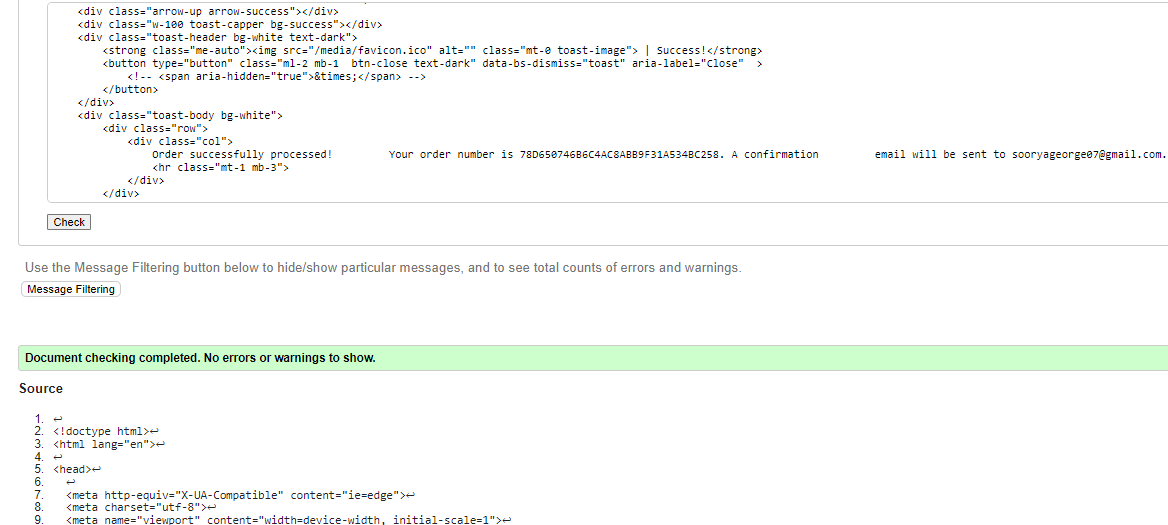 <div class="arrow-up arrow-success"></div>
<div class="w-100 toast-capper bg-success"></div>
<div class="toast-header bg-white text-dark">
<strong class="me-auto"><img src="/media/favicon.ico" alt="" class="mt-0 toast-image"> | Success!</strong>
<button type="button" class="ml-2 mb-1  btn-close text-dark" data-bs-dismiss="toast" aria-label="Close"  >
<!-- <span aria-hidden="true">&times;</span> -->
</button>
</div>
<div class="toast-body bg-white">
<div class="row">
<div class="col">
Order successfully processed!         Your order number is 78D650746B6C4AC8ABB9F31A534BC258. A confirmation         email will be sent to sooryageorge07@gmail.com.
<hr class="mt-1 mb-3">
</div>
</div>
Check
Use the Message Filtering button below to hide/show particular messages, and to see total counts of errors and warnings.
Message Filtering
Document checking completed. No errors or warnings to show.
Source
1. ↩
2. <!doctype html>↩
3. <html lang="en">↩
4. ↩
5. <head>↩
6. ↩
7. <meta http-equiv="X-UA-Compatible" content="ie=edge">↩
8. <meta charset="utf-8">↩
9. <meta name="viewport" content="width=device-width, initial-scale=1">↩